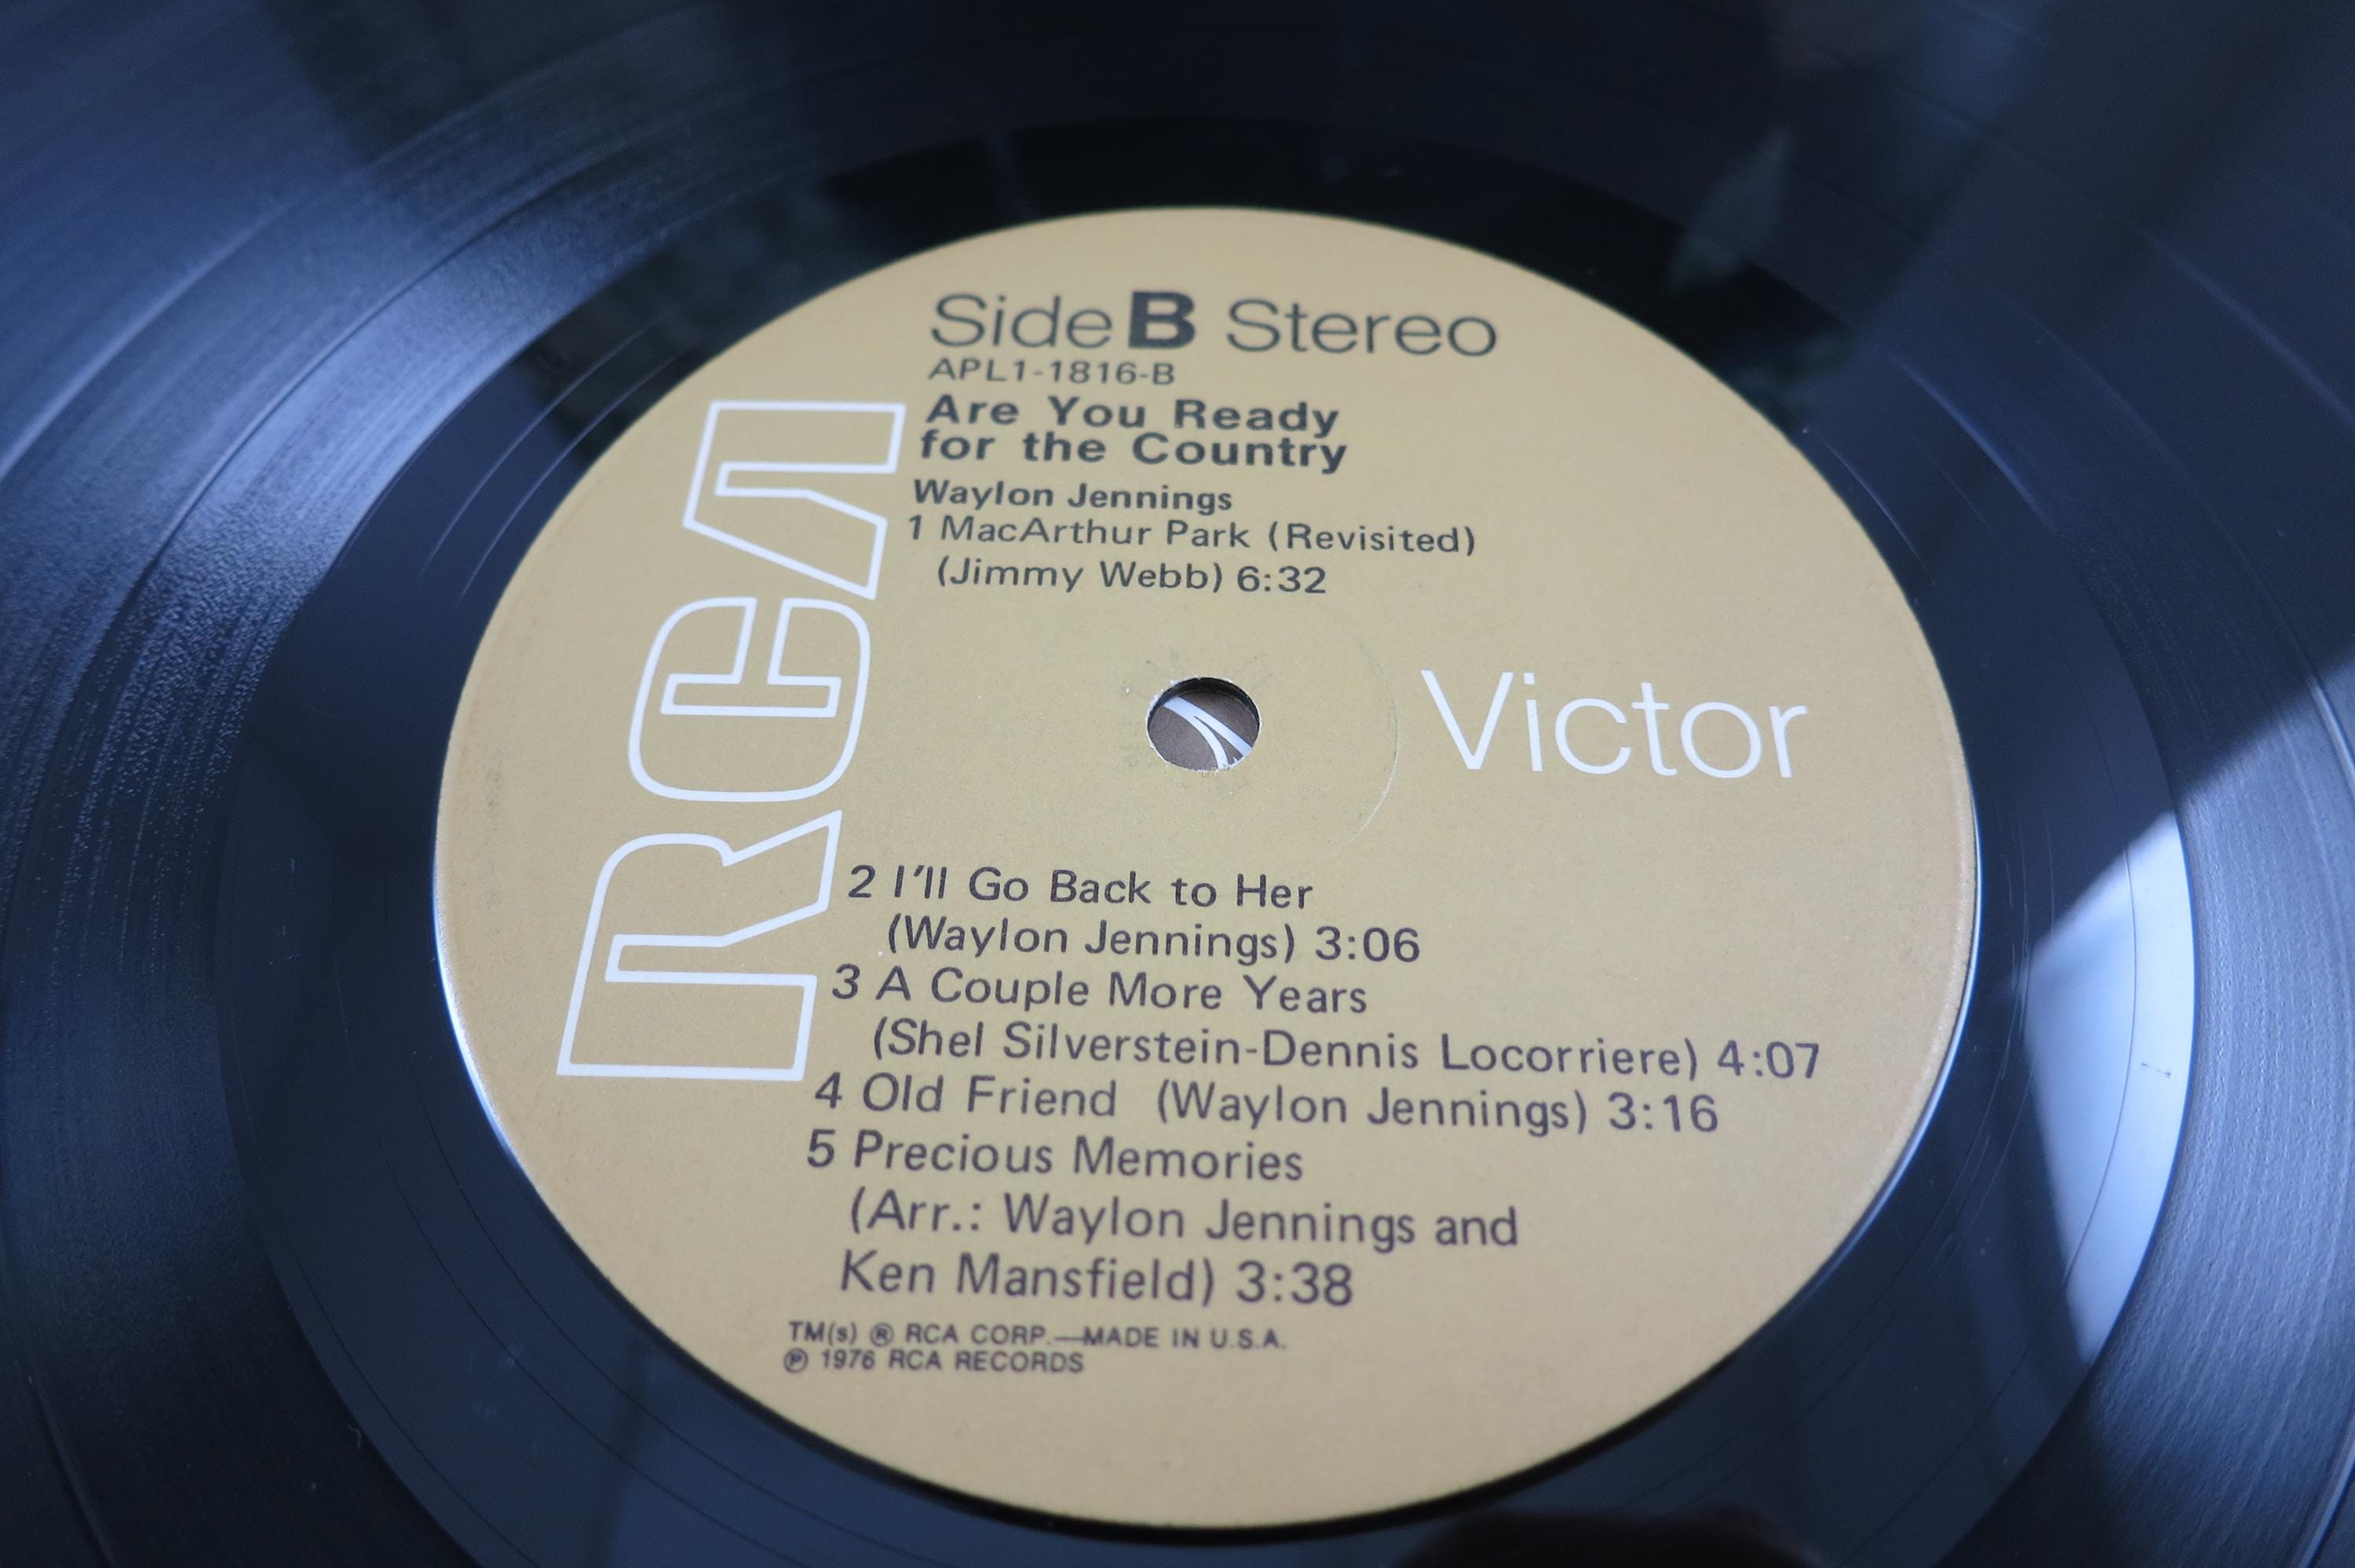 Side B Stereo
APL1-1816-B
Are You Ready
for the Country
Waylon Jennings
1 MacArthur Park (Revisited)
(Jimmy Webb) 6:32
RCA
Victor
2 I'll Go Back to Her
(Waylon Jennings) 3:06
3 A Couple More Years
(Shel Silverstein-Dennis Locorriere) 4:07
4 Old Friend (Waylon Jennings) 3:16
5 Precious Memories
(Arr.: Waylon Jennings and
Ken Mansfield) 3:38
TM(s) ® RCA CORP.—MADE IN U.S.A.
℗ 1976 RCA RECORDS